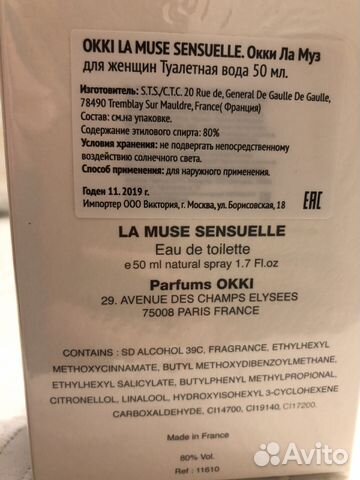 OKKI LA MUSE SENSUELLE. Окки Ла Муз
для женщин Туалетная вода 50 мл.
Изготовитель: S.T.S./C.T.C. 20 Rue de, General De Gaulle De Gaulle,
78490 Tremblay Sur Mauldre, France( Франция)
Состав: см.на упаковке.
Содержание этилового спирта: 80%
Условия хранения: не подвергать непосредственному
воздействию солнечного света.
Способ применения: для наружного применения.
Годен 11.2019 г.
Импортер ООО Виктория, г. Москва,ул. Борисовская, 18
EAC
LA MUSE SENSUELLE
Eau de toilette
e 50 ml natural spray 1.7 Fl.oz
Parfums OKKI
29. AVENUE DES CHAMPS ELYSEES
75008 PARIS FRANCE
CONTAINS : SD ALCOHOL 39C, FRAGRANCE, ETHYLHEXYL
METHOXYCINNAMATE, BUTYL METHOXYDIBENZOYLMETHANE,
ETHYLHEXYL SALICYLATE, BUTYLPHENYL METHYLPROPIONAL,
CITRONELLOL, LINALOOL, HYDROXYISOHEXYL 3-CYCLOHEXENE
CARBOXALDEHYDE, CI14700, CI19140, CI17200.
Made in France
80% Vol.
Ref : 11610
Avito